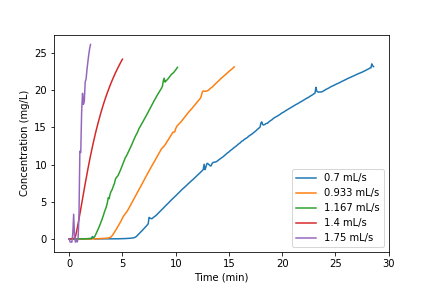 25
20
15
10
5
0
Concentration (mg/L)
0.7 mL/s
0.933 mL/s
1.167 mL/s
1.4 mL/s
1.75 mL/s
0 5 10 15 20 25 30
Time (min)